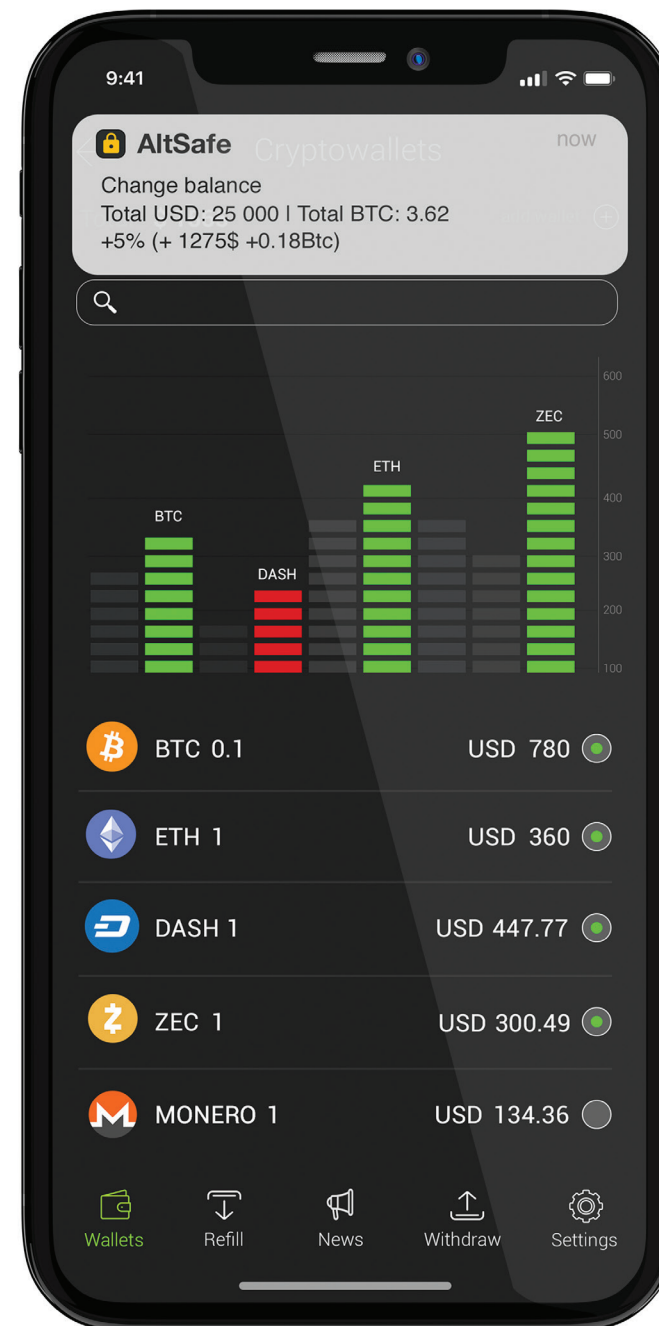 9:41
AltSafe
now
Cryptowallets
Change balance
Total USD: 25 000 I Total BTC: 3.62
+5% (+ 1275$ +0.18Btc)
600
ZEC
500
ETH
400
BTC
300
DASH
200
100
BTC 0.1 USD 780
ETH 1 USD 360
DASH 1 USD 447.77
ZEC 1 USD 300.49
MONERO 1 USD 134.36
Wallets Refill News Withdraw Settings